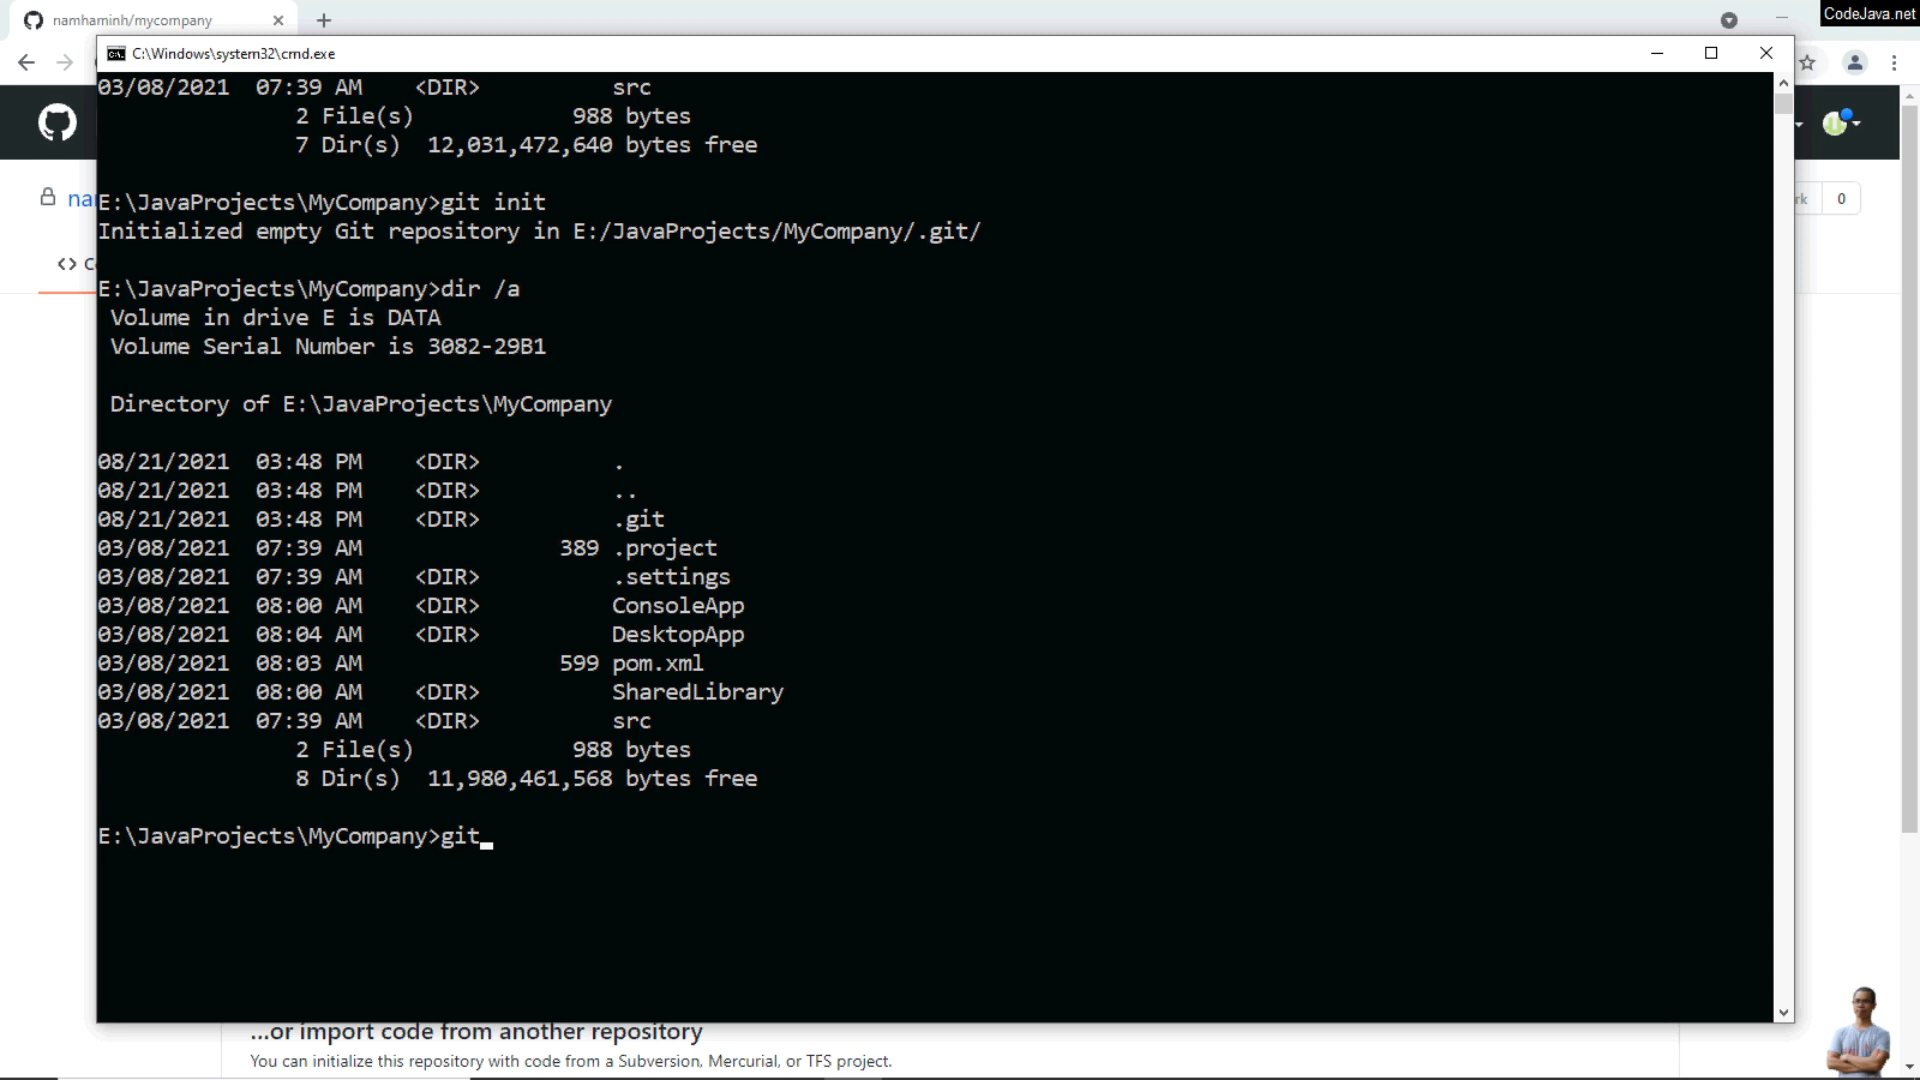 namhaminh/mycompany
CodeJava.net
C:\Windows\system32\cmd.exe
03/08/2021  07:39 AM    <DIR>          src
2 File(s)            988 bytes
7 Dir(s)  12,031,472,640 bytes free
E:\JavaProjects\MyCompany>git init
Initialized empty Git repository in E:/JavaProjects/MyCompany/.git/
0
E:\JavaProjects\MyCompany>dir /a
Volume in drive E is DATA
Volume Serial Number is 3082-29B1
Directory of E:\JavaProjects\MyCompany
08/21/2021  03:48 PM    <DIR>          .
08/21/2021  03:48 PM    <DIR>          ..
08/21/2021  03:48 PM    <DIR>          .git
03/08/2021  07:39 AM               389 .project
03/08/2021  07:39 AM    <DIR>          .settings
03/08/2021  08:00 AM    <DIR>          ConsoleApp
03/08/2021  08:04 AM    <DIR>          DesktopApp
03/08/2021  08:03 AM               599 pom.xml
03/08/2021  08:00 AM    <DIR>          SharedLibrary
03/08/2021  07:39 AM    <DIR>          src
2 File(s)            988 bytes
8 Dir(s)  11,980,461,568 bytes free
E:\JavaProjects\MyCompany>git
...or import code from another repository
You can initialize this repository with code from a Subversion, Mercurial, or TFS project.